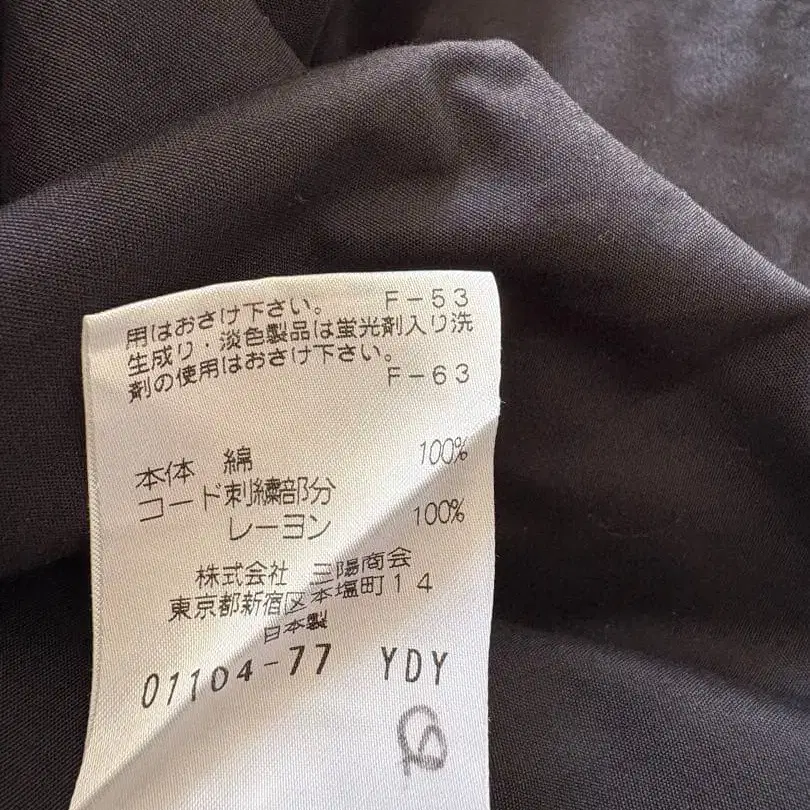 用はおさけ下さい。 F-53
生成り・淡色製品は蛍光剤入り洗
剤の使用はおさけ下さい。
F-63
本体 綿 100%
コード刺繍部分
レーヨン 100%
株式会社 三陽商会
東京都新宿区本塩町14
日本製
01104-77 YDY